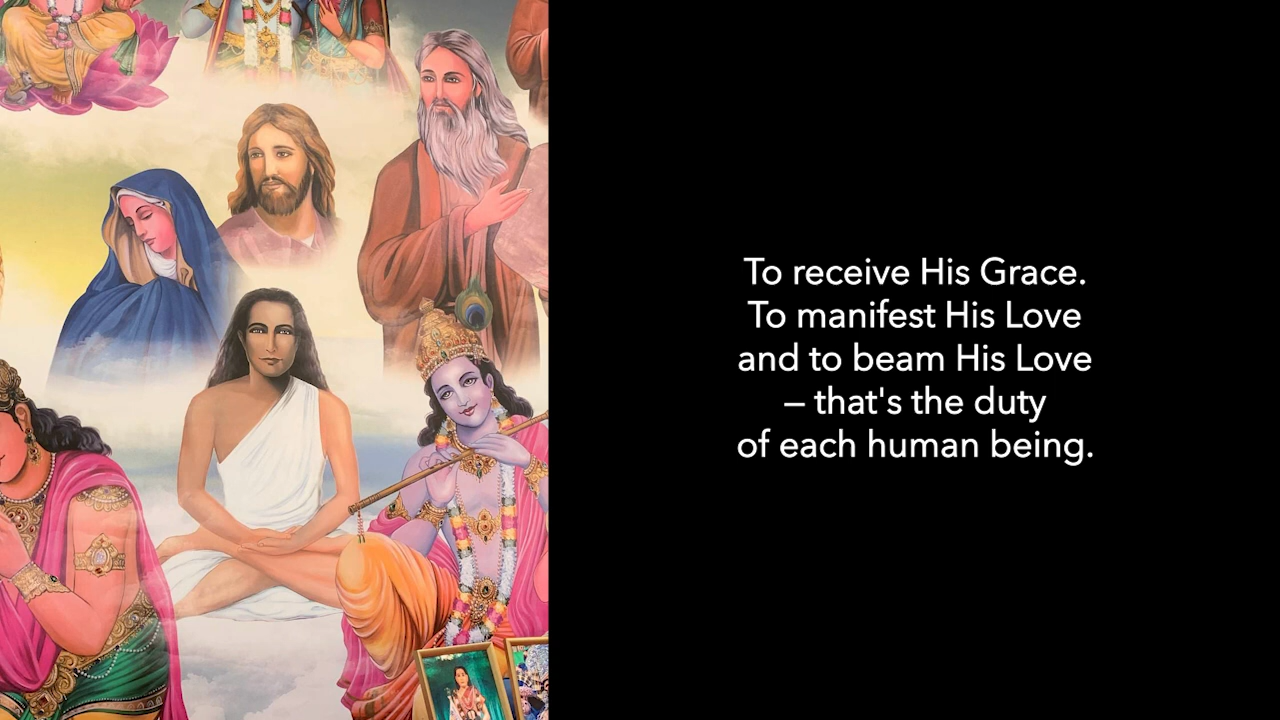 To receive His Grace.
To manifest His Love
and to beam His Love
– that's the duty
of each human being.